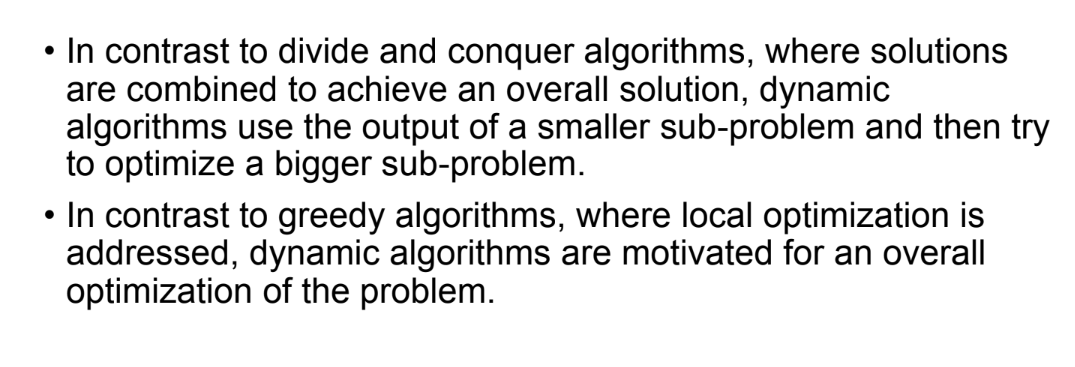 • In contrast to divide and conquer algorithms, where solutions
are combined to achieve an overall solution, dynamic
algorithms use the output of a smaller sub-problem and then try
to optimize a bigger sub-problem.
• In contrast to greedy algorithms, where local optimization is
addressed, dynamic algorithms are motivated for an overall
optimization of the problem.